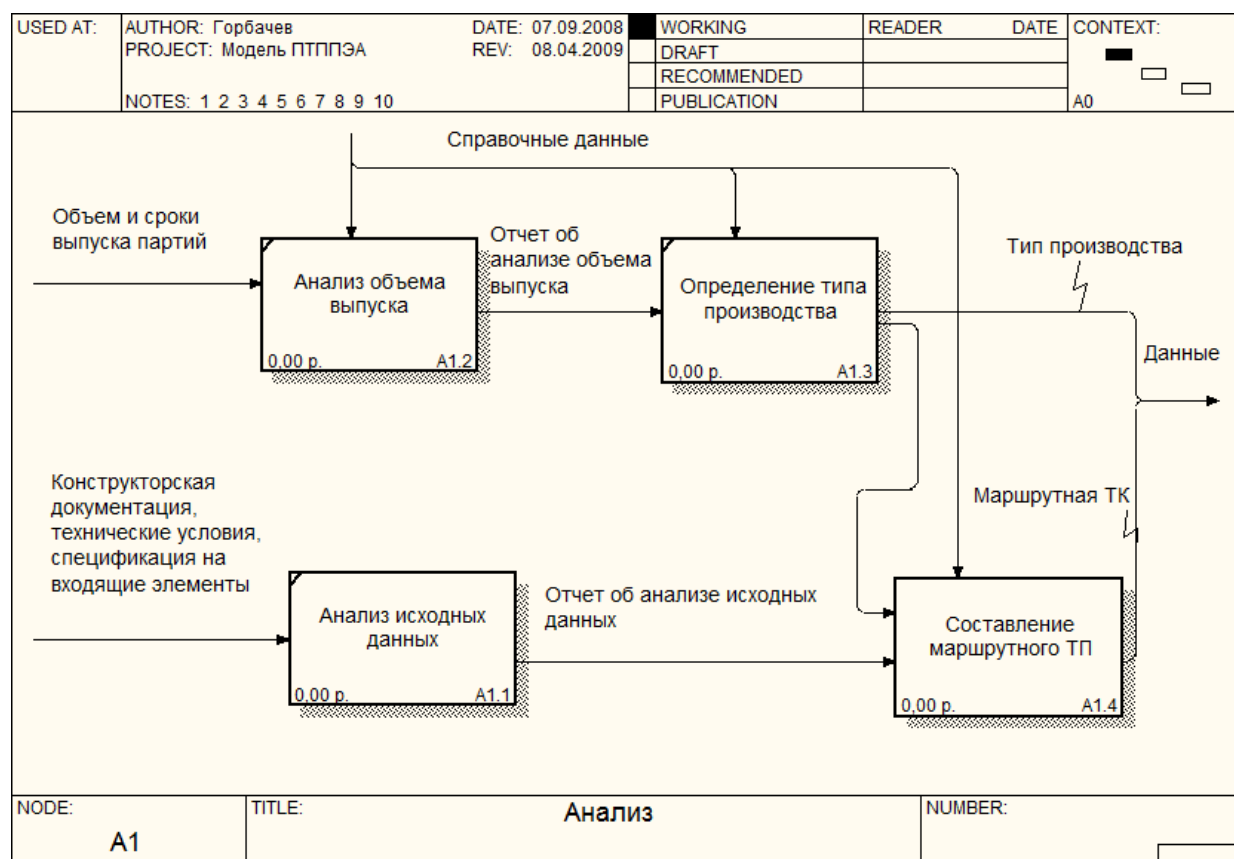 USED AT:
AUTHOR: Горбачев
DATE: 07.09.2008
PROJECT: Модель ПТППЭА
REV: 08.04.2009
NOTES: 1 2 3 4 5 6 7 8 9 10
WORKING
DRAFT
RECOMMENDED
PUBLICATION
READER
DATE
CONTEXT:
A0
Справочные данные
Объем и сроки
выпуска партий
Анализ объема
выпуска
0,00 р.
A1.2
Отчет об
анализе объема
выпуска
Определение типа
производства
0,00 р.
A1.3
Тип производства
Данные
Конструкторская
документация,
технические условия,
спецификация на
входящие элементы
Анализ исходных
данных
0,00 р.
A1.1
Отчет об анализе исходных
данных
Маршрутная ТК
Составление
маршрутного ТП
0,00 р.
A1.4
NODE:
A1
TITLE:
Анализ
NUMBER: